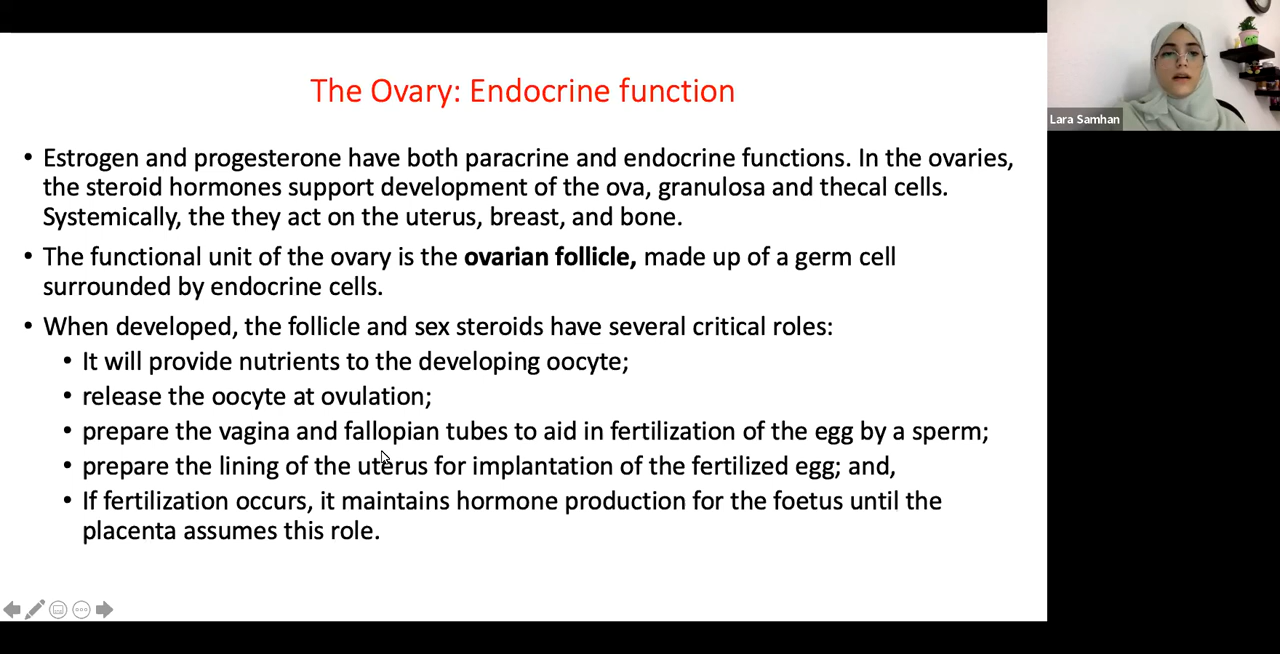 The Ovary: Endocrine function
• Estrogen and progesterone have both paracrine and endocrine functions. In the ovaries,
the steroid hormones support development of the ova, granulosa and thecal cells.
Systemically, the they act on the uterus, breast, and bone.
• The functional unit of the ovary is the ovarian follicle, made up of a germ cell
surrounded by endocrine cells.
• When developed, the follicle and sex steroids have several critical roles:
• It will provide nutrients to the developing oocyte;
• release the oocyte at ovulation;
• prepare the vagina and fallopian tubes to aid in fertilization of the egg by a sperm;
• prepare the lining of the uterus for implantation of the fertilized egg; and,
• If fertilization occurs, it maintains hormone production for the foetus until the
placenta assumes this role.
Lara Samhan